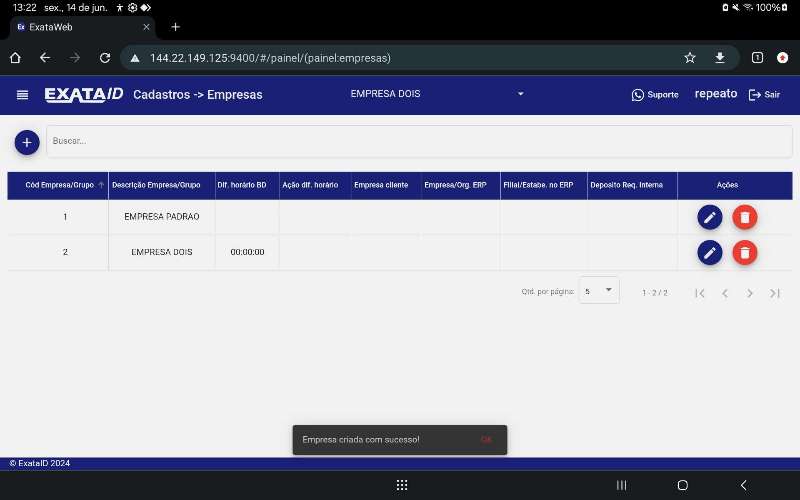 13:22 sex., 14 de jun.
100%
Ex ExataWeb
144.22.149.125:9400/#/painel/(painel:empresas)
1
EXATAID
Cadastros -> Empresas
EMPRESA DOIS
Suporte
repeato
Sair
Buscar...
Cód Empresa/Grupo Descrição Empresa/Grupo Dif. horário BD Ação dif. horário Empresa cliente Empresa/Org. ERP Filial/Estabe. no ERP Deposito Req. Interna Ações
1 EMPRESA PADRAO
2 EMPRESA DOIS 00:00:00
Qtd. por página: 5 1 - 2 / 2
Empresa criada com sucesso! OK
© ExataID 2024